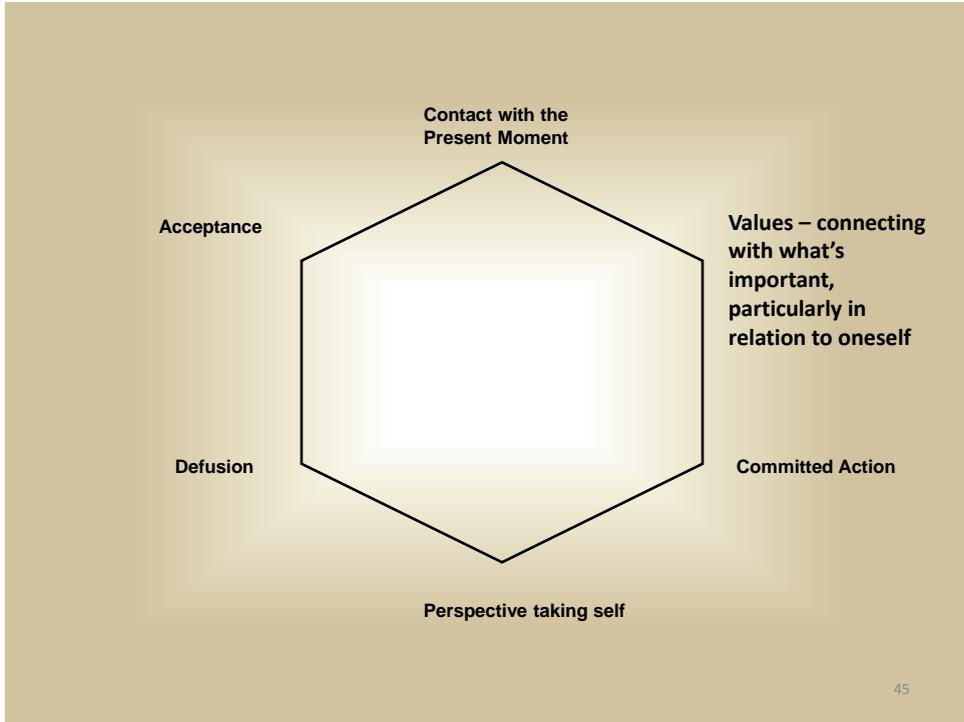 Contact with the
Present Moment
Acceptance
Values – connecting
with what’s
important,
particularly in
relation to oneself
Defusion
Committed Action
Perspective taking self
45